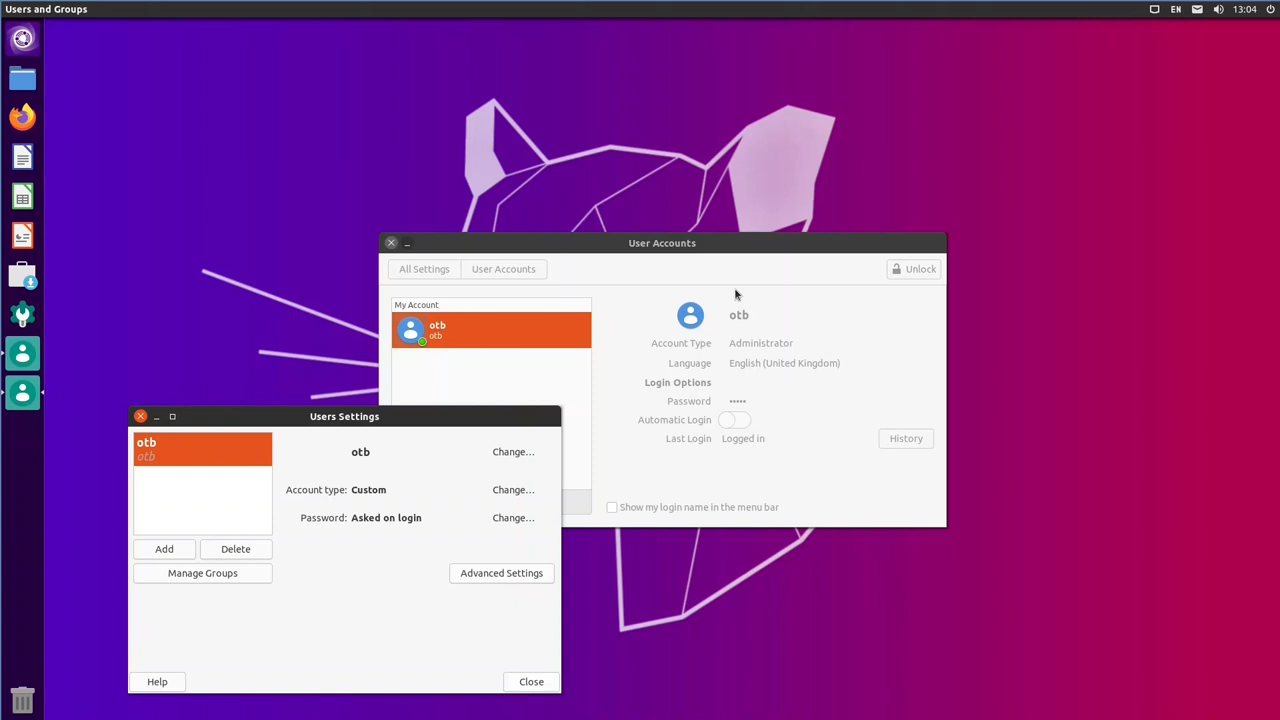 Users and Groups
EN
13:04
User Accounts
All Settings
User Accounts
Unlock
My Account
otb
otb
otb
Account Type
Administrator
Language
English (United Kingdom)
Login Options
Password
•••••
Automatic Login
Last Login
Logged in
History
Show my login name in the menu bar
Users Settings
otb
otb
otb
Change...
Account type: Custom
Change...
Password: Asked on login
Change...
Add
Delete
Manage Groups
Advanced Settings
Help
Close